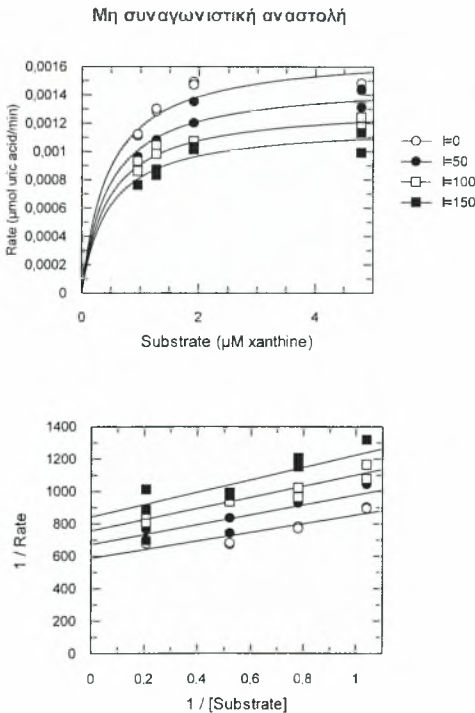 Μη συναγωνιστική αναστολή
0,0016
0,0014
0,0012
0,001
0,0008
0,0006
0,0004
0,0002
0
Rate (μmol uric acid/min)
0 2 4
Substrate (μM xanthine)
I=0
I=50
I=100
I=150
1400
1200
1000
800
600
400
200
0
1 / Rate
0 0,2 0,4 0,6 0,8 1
1 / [Substrate]